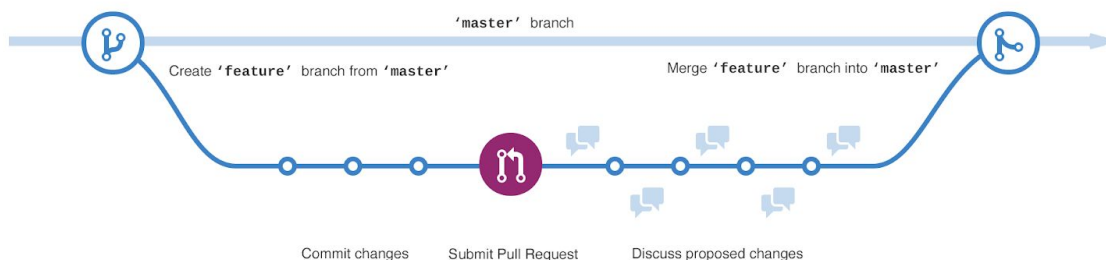 ‘master’ branch
Create ‘feature’ branch from ‘master’
Merge ‘feature’ branch into ‘master’
Commit changes
Submit Pull Request
Discuss proposed changes